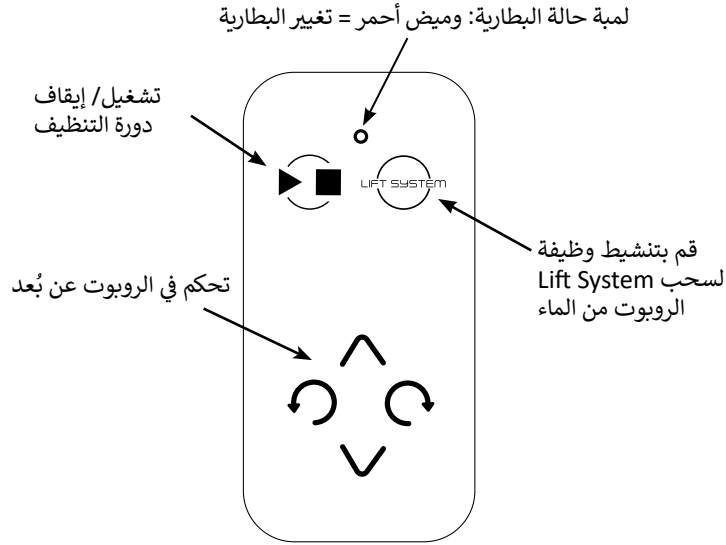 لمبة حالة البطارية: وميض أحمر = تغيير البطارية
تشغيل/ إيقاف
دورة التنظيف
LIFT SYSTEM
قم بتنشيط وظيفة
Lift System لسحب
الروبوت من الماء
تحكم في الروبوت عن بُعد